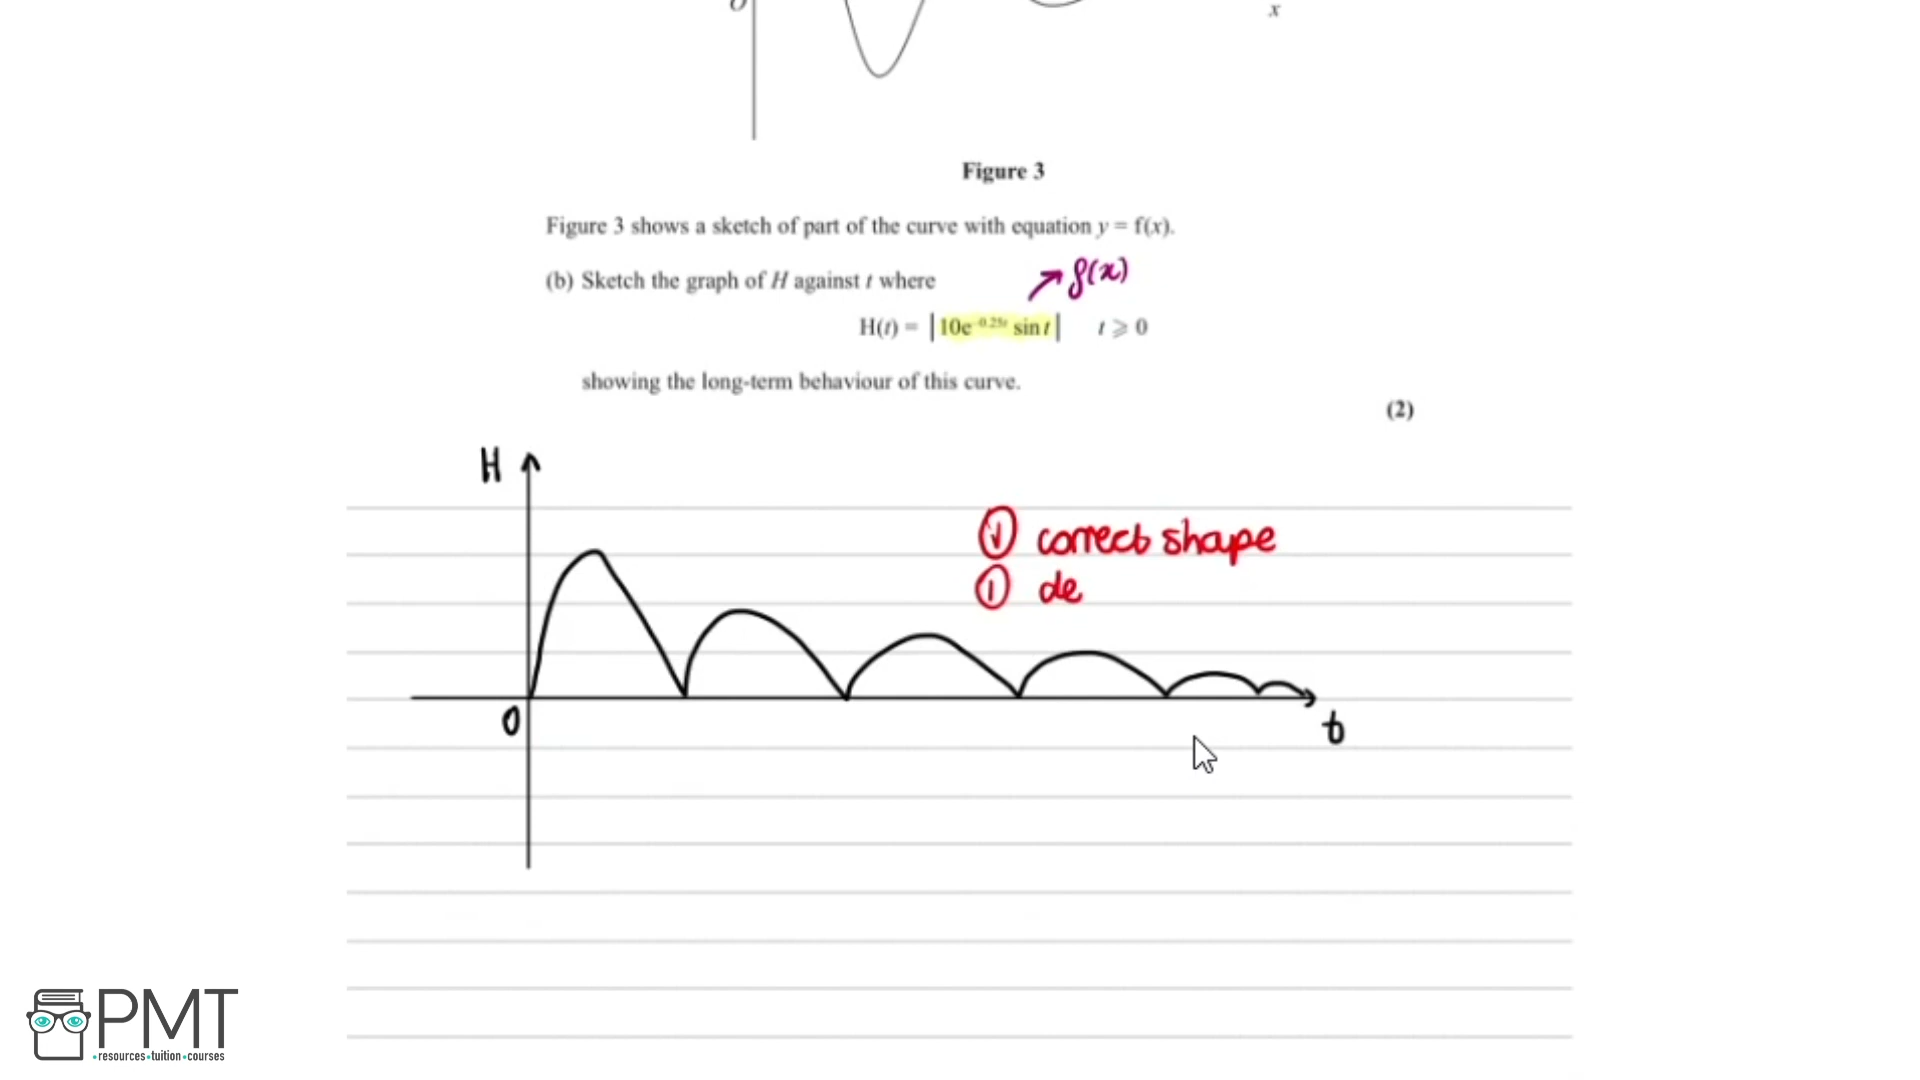 O
x
Figure 3
Figure 3 shows a sketch of part of the curve with equation y = f(x).
f(x)
(b) Sketch the graph of H against t where
H(t) = |10e⁻⁰·²⁵ᵗ sin t| t ⩾ 0
showing the long-term behaviour of this curve.
(2)
H
① correct shape
① de
0
t
PMT
•resources•tuition•courses